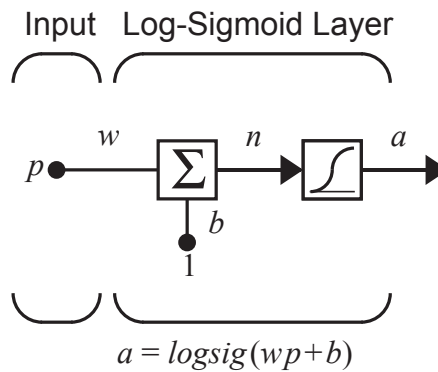 Input Log-Sigmoid Layer
w n a
p Σ
b
1
a = logsig(wp+b)